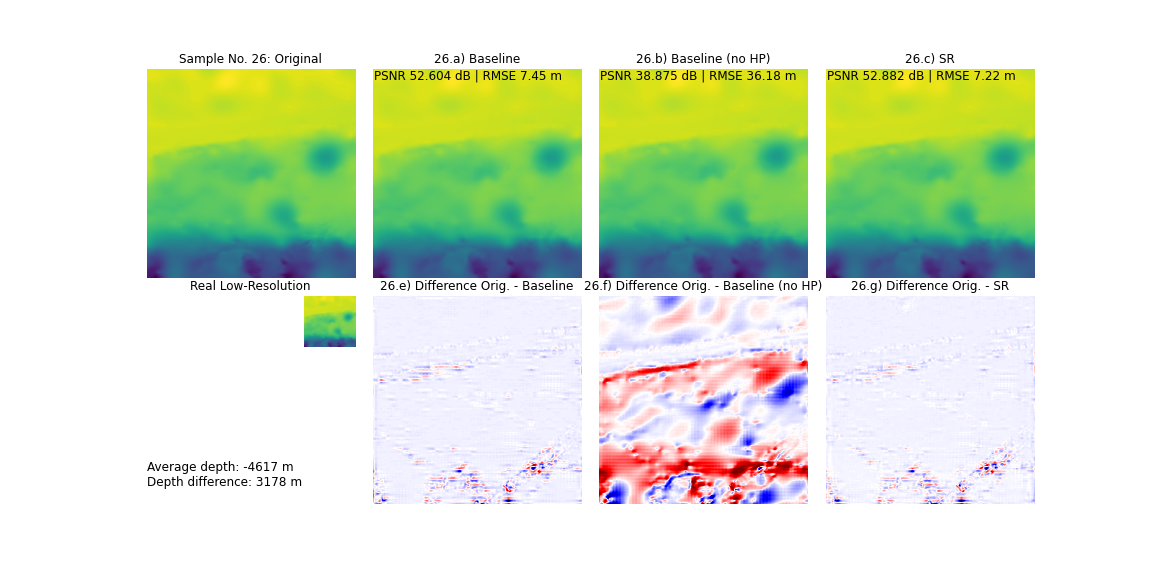 Sample No. 26: Original
26.a) Baseline
26.b) Baseline (no HP)
26.c) SR
PSNR 52.604 dB | RMSE 7.45 m
PSNR 38.875 dB | RMSE 36.18 m
PSNR 52.882 dB | RMSE 7.22 m
Real Low-Resolution
26.e) Difference Orig. - Baseline
26.f) Difference Orig. - Baseline (no HP)
26.g) Difference Orig. - SR
Average depth: -4617 m
Depth difference: 3178 m